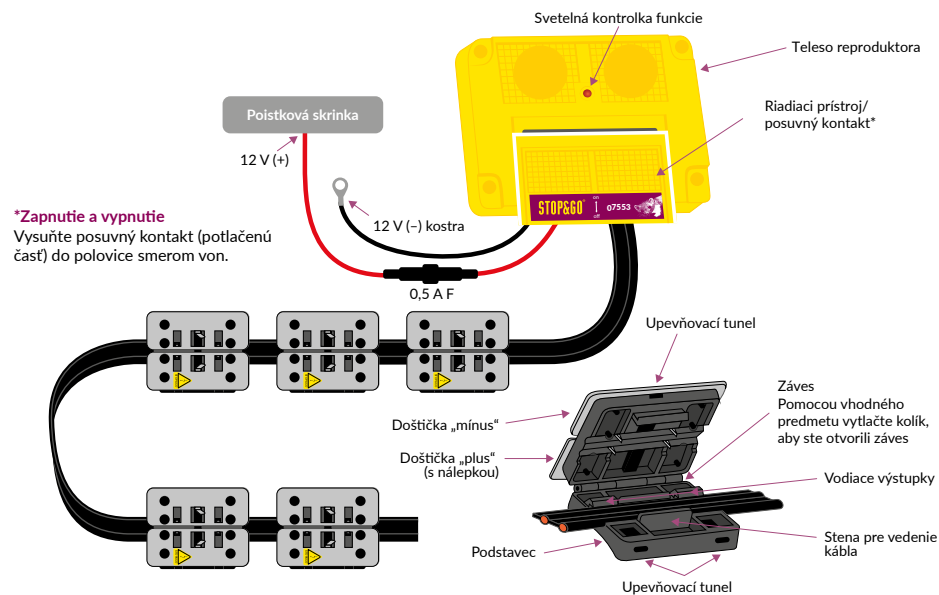 Svetelná kontrolka funkcie
Teleso reproduktora
Poistková skrinka
Riadiaci prístroj/
posuvný kontakt*
12 V (+)
STOP&GO
on
off
07553
*Zapnutie a vypnutie
Vysuňte posuvný kontakt (potlačenú
časť) do polovice smerom von.
12 V (–) kostra
0,5 A F
Upevňovací tunel
Záves
Pomocou vhodného
predmetu vytlačte kolík,
aby ste otvorili záves
Doštička „mínus“
Doštička „plus“
(s nálepkou)
Vodiace výstupky
Podstavec
Stena pre vedenie
kábla
Upevňovací tunel